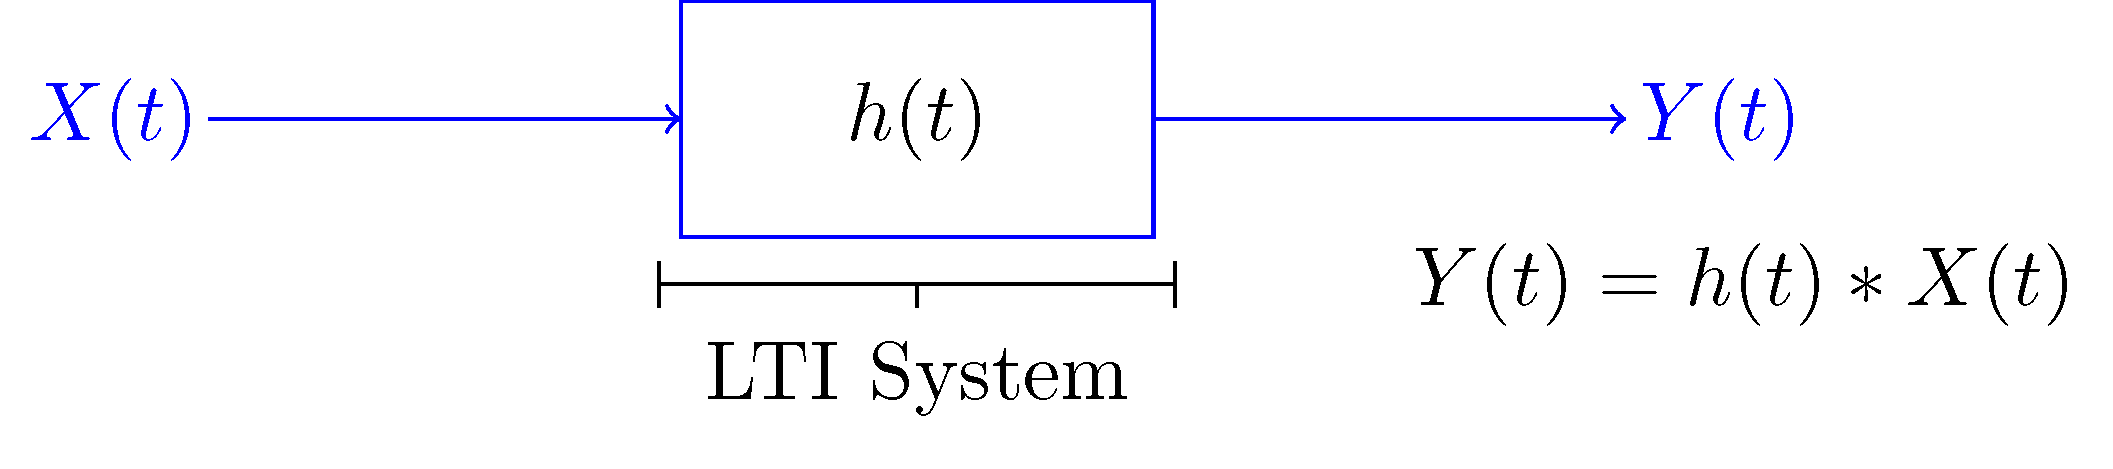 X(t)
h(t)
Y(t)
Y(t) = h(t) ∗ X(t)
LTI System